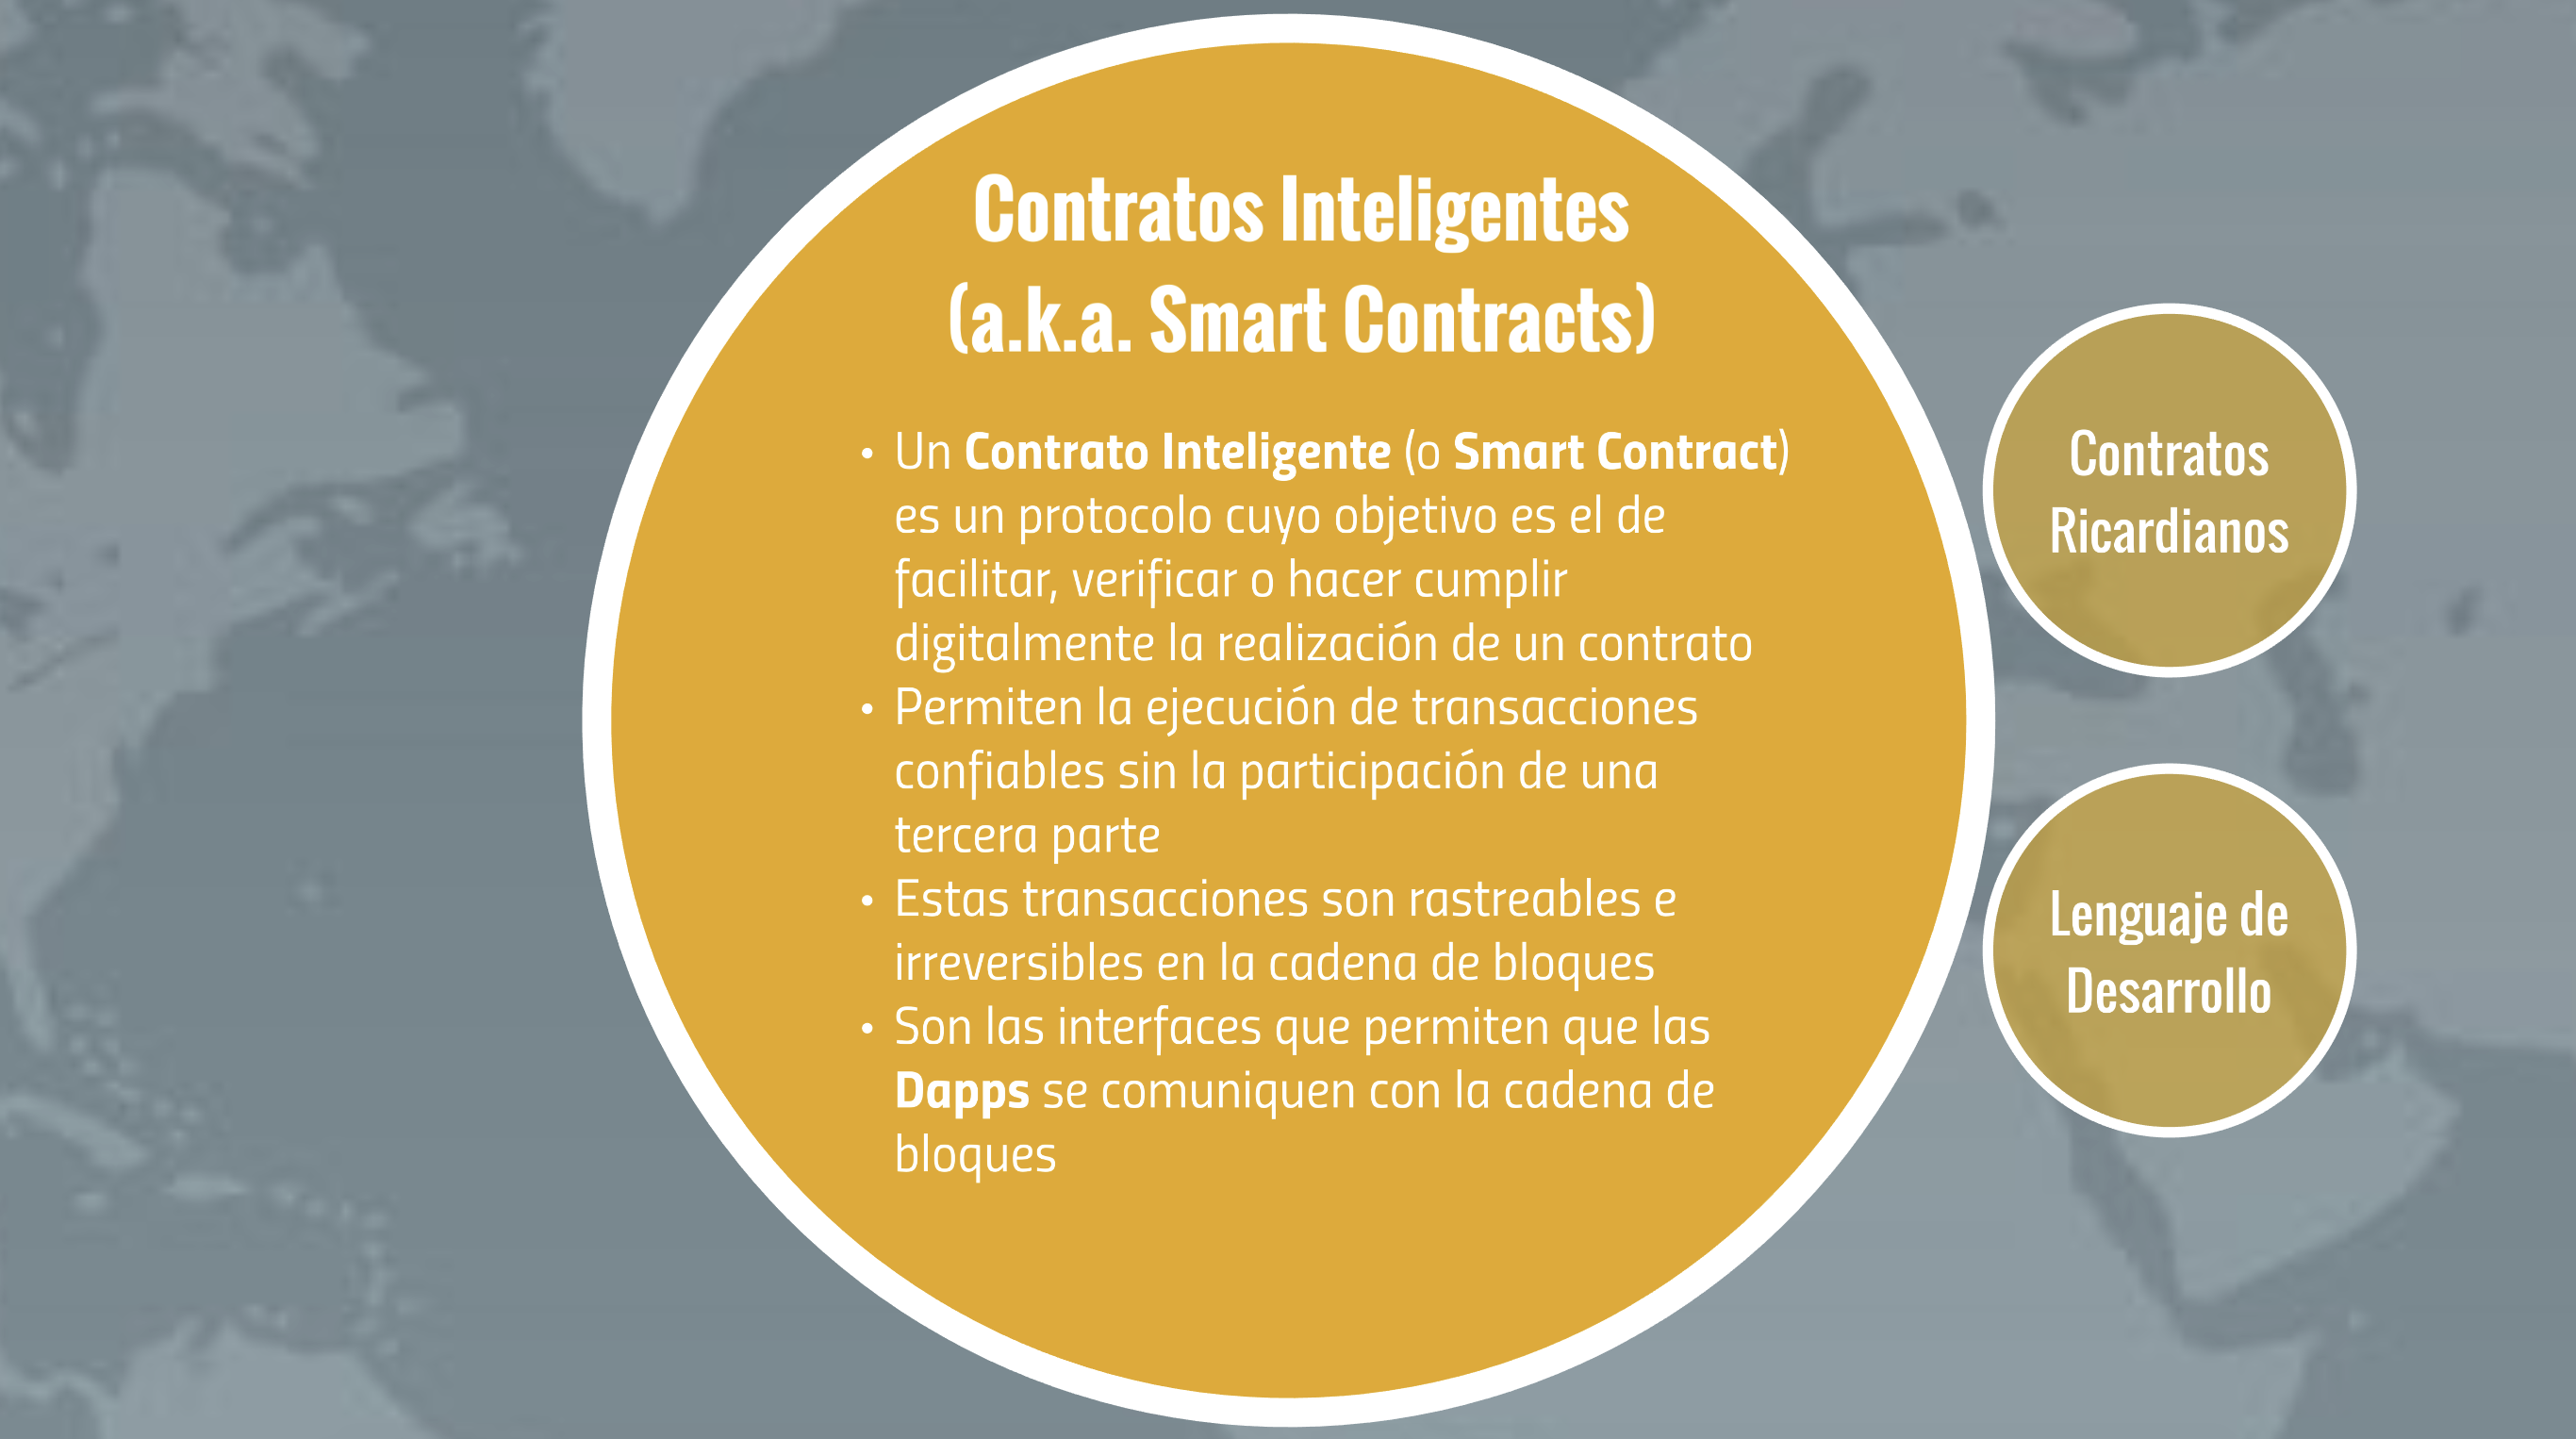 Contratos Inteligentes
(a.k.a. Smart Contracts)
• Un Contrato Inteligente (o Smart Contract)
es un protocolo cuyo objetivo es el de
facilitar, verificar o hacer cumplir
digitalmente la realización de un contrato
• Permiten la ejecución de transacciones
confiables sin la participación de una
tercera parte
• Estas transacciones son rastreables e
irreversibles en la cadena de bloques
• Son las interfaces que permiten que las
Dapps se comuniquen con la cadena de
bloques
Contratos
Ricardianos
Lenguaje de
Desarrollo